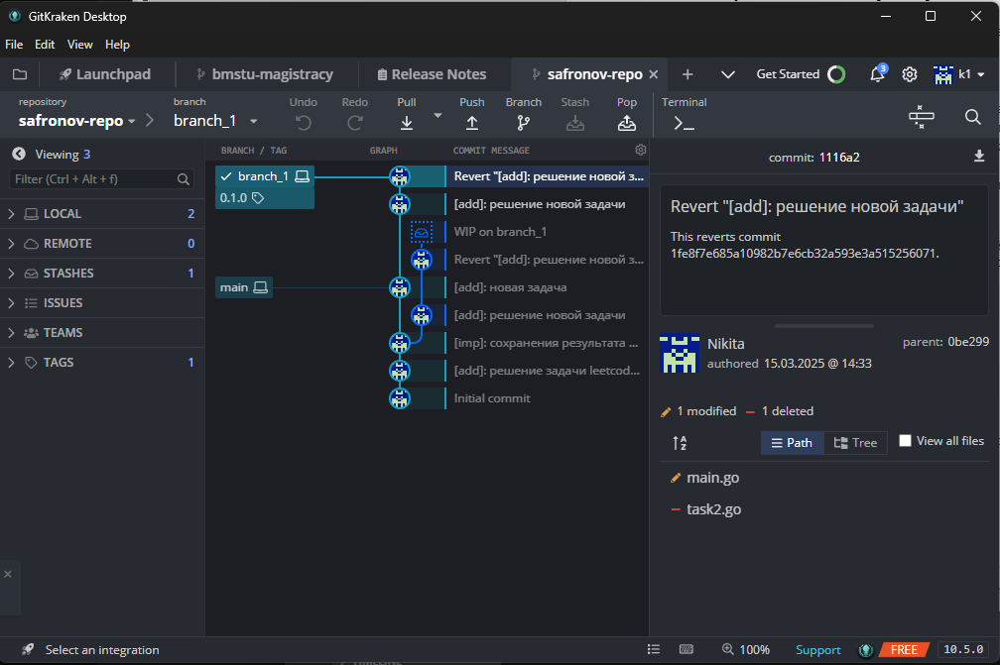 GitKraken Desktop
File Edit View Help
Launchpad
bmstu-magistracy
Release Notes
safronov-repo
Get Started
3
k1
repository
safronov-repo
branch
branch_1
Undo
Redo
Pull
Push
Branch
Stash
Pop
Terminal
Viewing 3
Filter (Ctrl + Alt + f)
LOCAL 2
REMOTE 0
STASHES 1
ISSUES
TEAMS
TAGS 1
BRANCH / TAG GRAPH COMMIT MESSAGE
branch_1 Revert "[add]: решение новой з...
0.1.0 [add]: решение новой задачи
WIP on branch_1
Revert "[add]: решение новой з...
main [add]: новая задача
[add]: решение новой задачи
[imp]: сохранения результата ...
[add]: решение задачи leetcod...
Initial commit
commit: 1116a2
Revert "[add]: решение новой задачи"
This reverts commit
1fe8f7e685a10982b7e6cb32a593e3a515256071.
Nikita
authored 15.03.2025 @ 14:33
parent: 0be299
1 modified 1 deleted
Path Tree View all files
main.go
task2.go
Select an integration
100% Support FREE 10.5.0